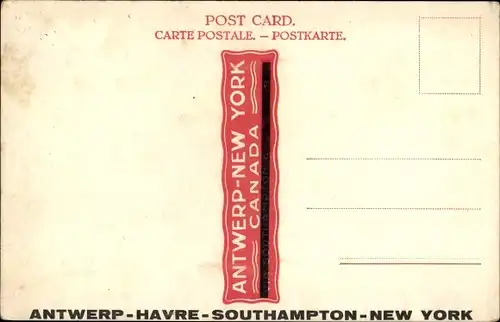 POST CARD.
CARTE POSTALE. – POSTKARTE.
ANTWERP-NEW YORK
CANADA
ANTWERP-HAVRE-SOUTHAMPTON-NEW YORK